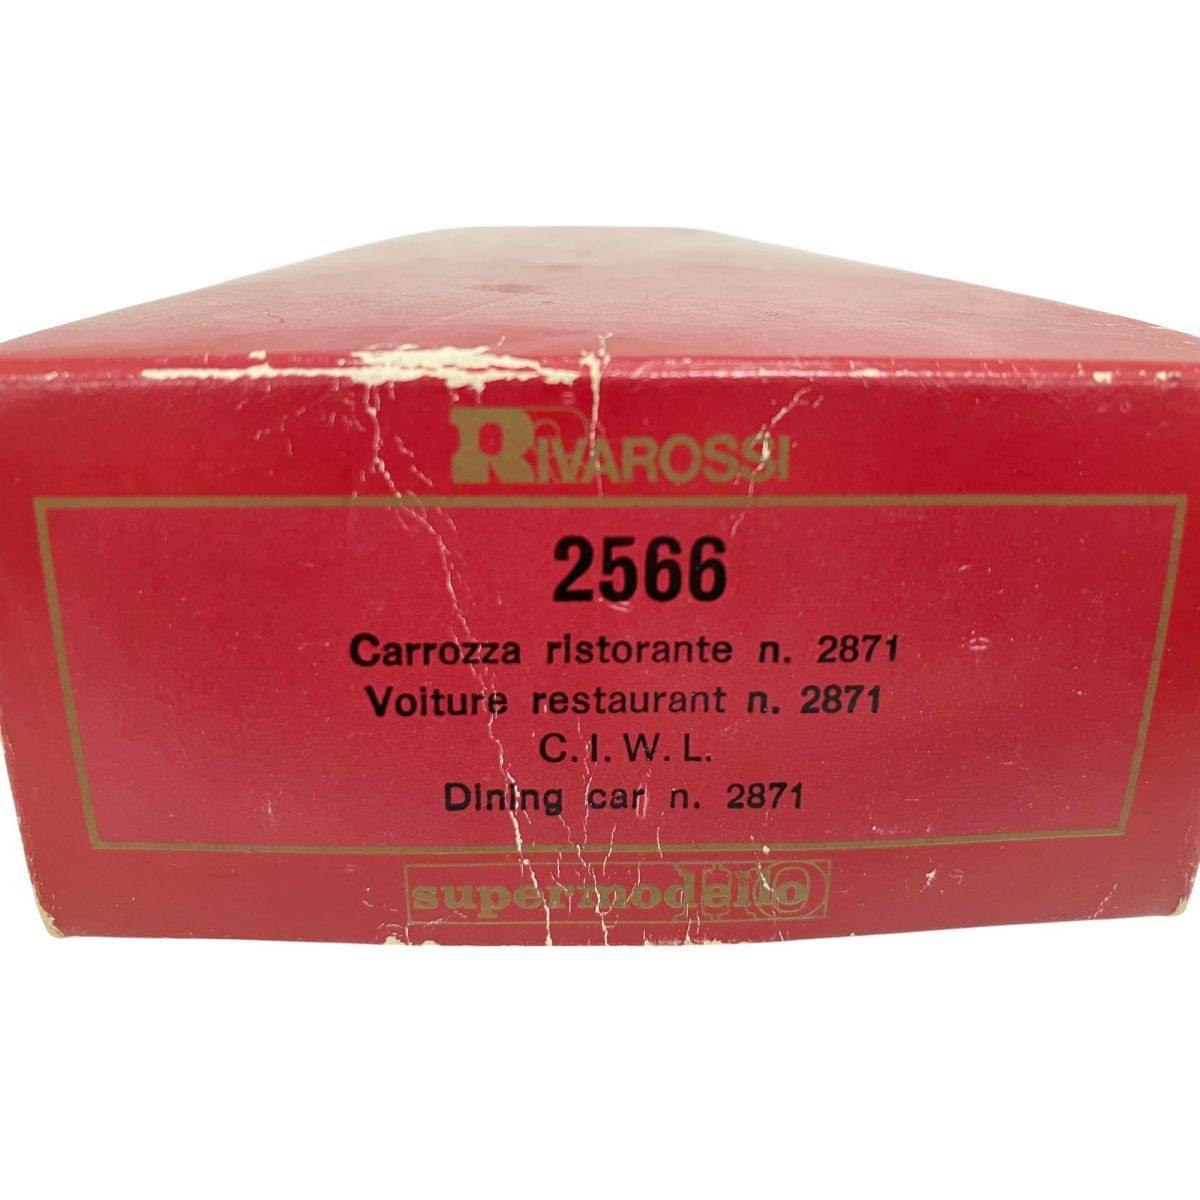 RIVAROSSI
2566
Carrozza ristorante n. 2871
Voiture restaurant n. 2871
C. I. W. L.
Dining car n. 2871
supermodello